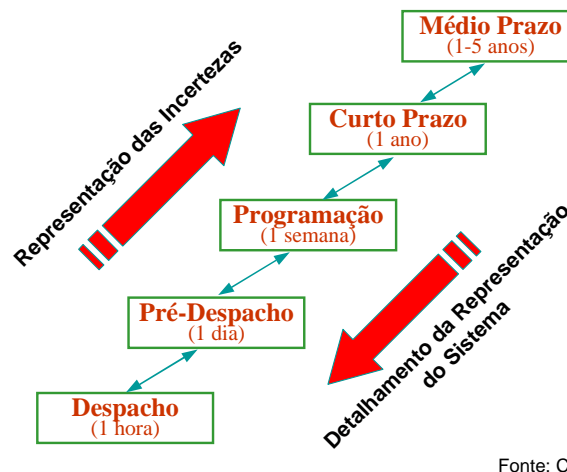 Médio Prazo
(1-5 anos)
Curto Prazo
(1 ano)
Programação
(1 semana)
Pré-Despacho
(1 dia)
Despacho
(1 hora)
Representação das Incertezas
Detalhamento da Representação
do Sistema
Fonte: